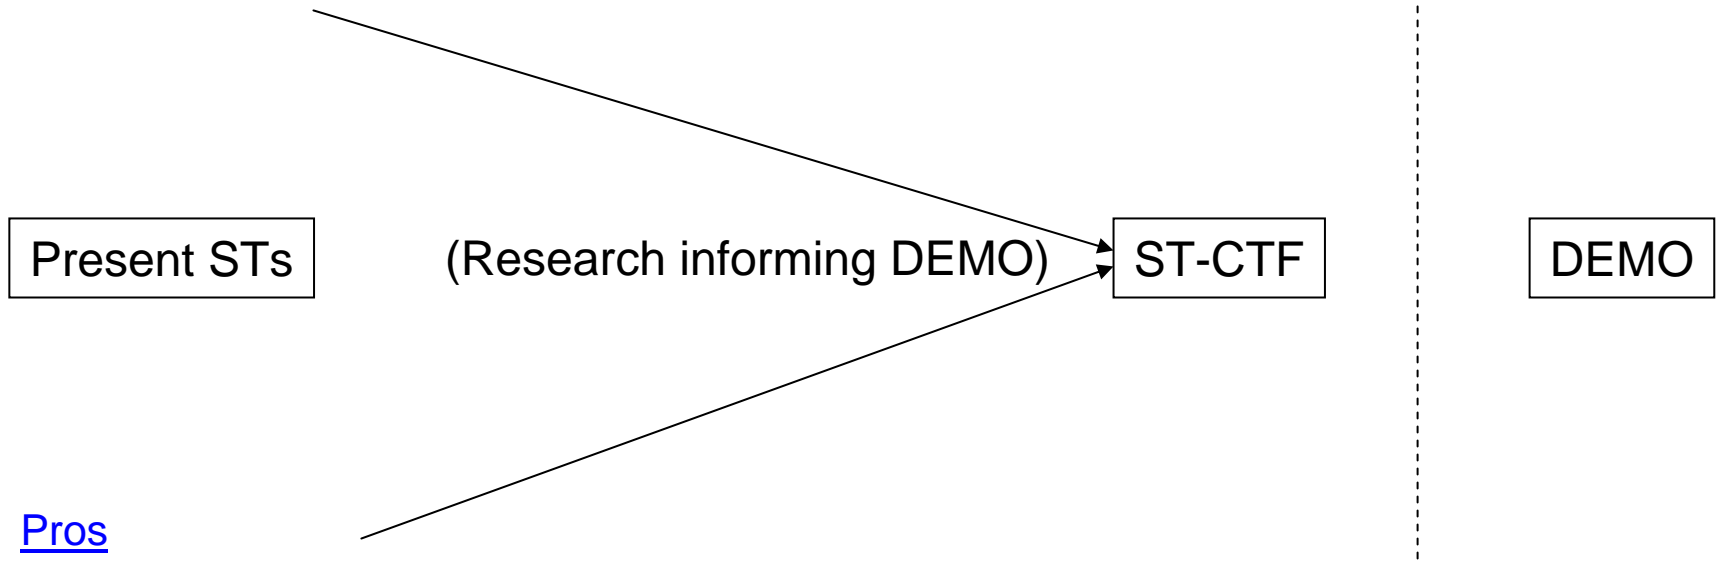 Present STs
(Research informing DEMO)
ST-CTF
DEMO
Pros